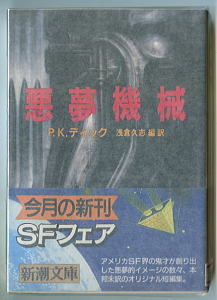 悪夢機械
P.K.ディック 浅倉久志 編訳
今月の新刊
SFフェア
新潮文庫
アメリカSF界の鬼才が創り出
した悪夢的イメージの数々、本
邦未訳のオリジナル短編集。